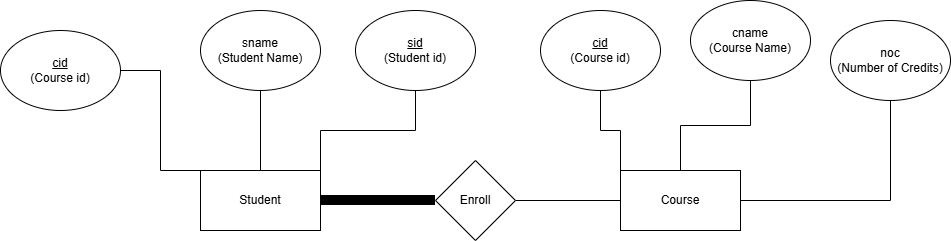 cid
(Course id)
sname
(Student Name)
sid
(Student id)
cid
(Course id)
cname
(Course Name)
noc
(Number of Credits)
Student
Enroll
Course